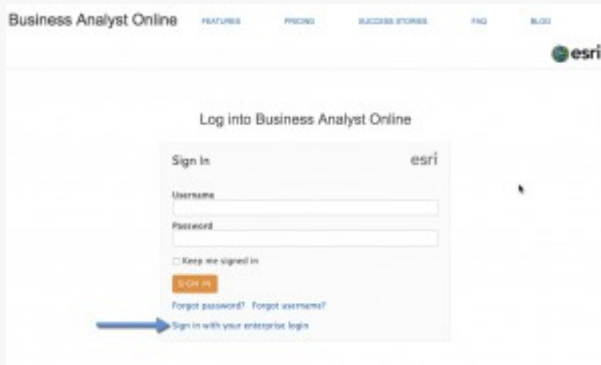 Business Analyst Online FEATURES PRICING SUCCESS STORIES FAQ BLOG
esri
Log into Business Analyst Online
Sign In esri
Username
Password
Keep me signed in
SIGN IN
Forgot password? Forgot username?
Sign in with your enterprise login